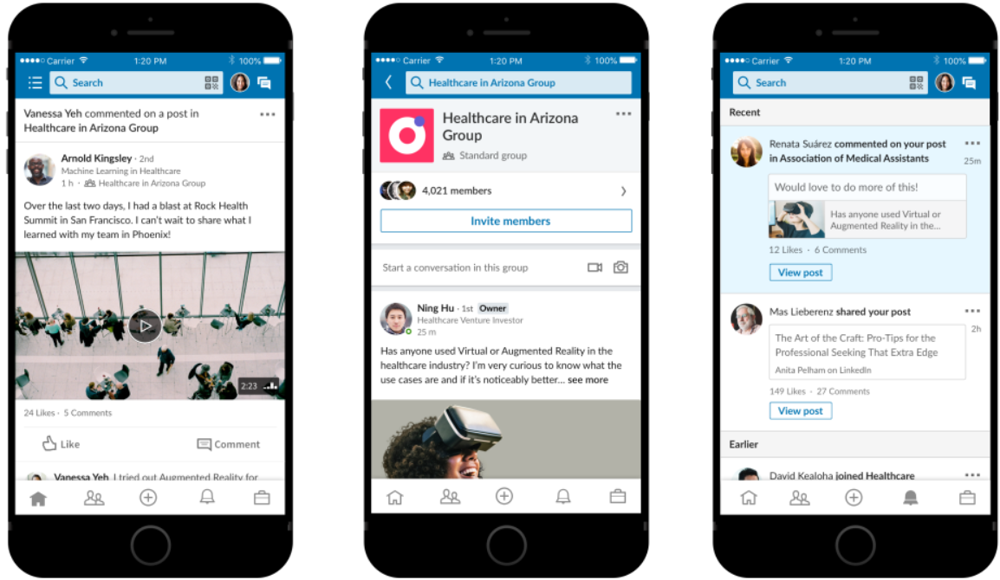 Carrier 1:20 PM 100%
Search
Vanessa Yeh commented on a post in
Healthcare in Arizona Group
Arnold Kingsley · 2nd
Machine Learning in Healthcare
1 h · Healthcare in Arizona Group
Over the last two days, I had a blast at Rock Health
Summit in San Francisco. I can't wait to share what I
learned with my team in Phoenix!
2:23
24 Likes · 5 Comments
Like Comment
Vanessa Yeh I tried out Augmented Reality for
Carrier 1:20 PM 100%
Healthcare in Arizona Group
Healthcare in Arizona
Group
Standard group
4,021 members
Invite members
Start a conversation in this group
Ning Hu · 1st Owner
Healthcare Venture Investor
25 m
Has anyone used Virtual or Augmented Reality in the
healthcare industry? I'm very curious to know what the
use cases are and if it's noticeably better... see more
Carrier 1:20 PM 100%
Search
Recent
Renata Suárez commented on your post
in Association of Medical Assistants
25m
Would love to do more of this!
Has anyone used Virtual or
Augmented Reality in the...
12 Likes · 6 Comments
View post
Mas Lieberenz shared your post
2h
The Art of the Craft: Pro-Tips for the
Professional Seeking That Extra Edge
Anita Pelham on LinkedIn
149 Likes · 27 Comments
View post
Earlier
David Kealoha joined Healthcare